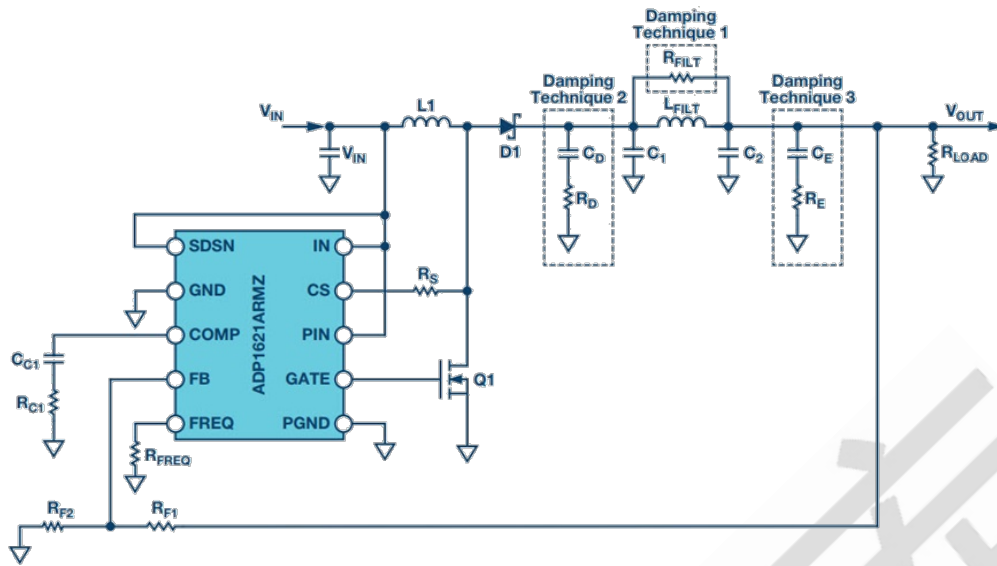 Damping
Technique 1
RFILT
Damping
Technique 2
LFILT
Damping
Technique 3
VIN
L1
D1
VOUT
VIN
CD
C1
C2
CE
RLOAD
RD
RE
SDSN
IN
GND
CS
RS
COMP
PIN
ADP1621ARMZ
CC1
FB
GATE
Q1
RC1
FREQ
PGND
RFREQ
RF2
RF1